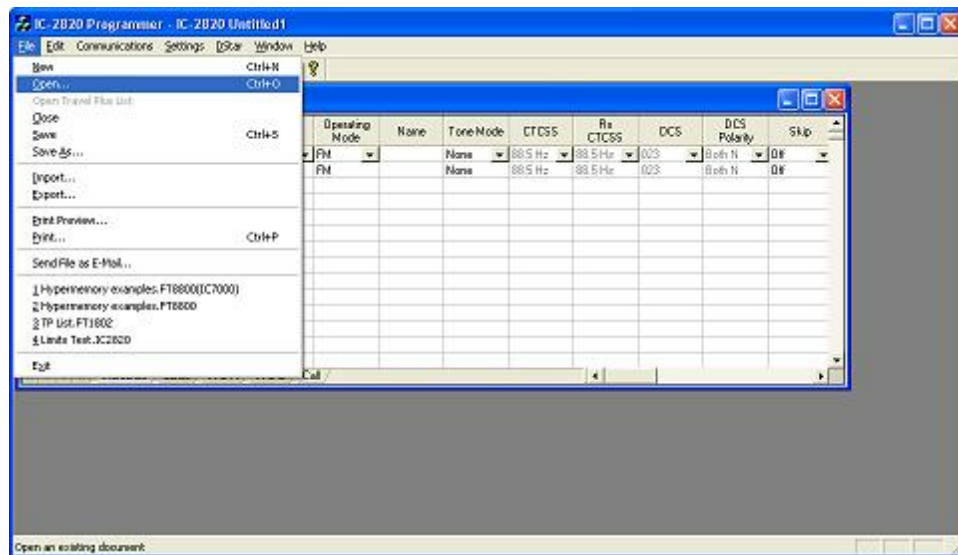 IC-2820 Programmer - IC-2820 Untitled1
File Edit Communications Settings DStar Window Help
New Ctrl+N
Open... Ctrl+O
Open Travel Plus List
Close
Save Ctrl+S
Save As...
Import...
Export...
Print Preview...
Print... Ctrl+P
Send File as E-Mail...
1 Hypermemory examples.FT8800(IC7000)
2 Hypermemory examples.FT8800
3 TP List.FT1802
4 Limits Test.IC2820
Exit
Operating Mode Name Tone Mode CTCSS Rx CTCSS DCS DCS Polarity Skip
FM None 88.5 Hz 88.5 Hz 023 Both N Off
FM None 88.5 Hz 88.5 Hz 023 Both N Off
Call
Open an existing document